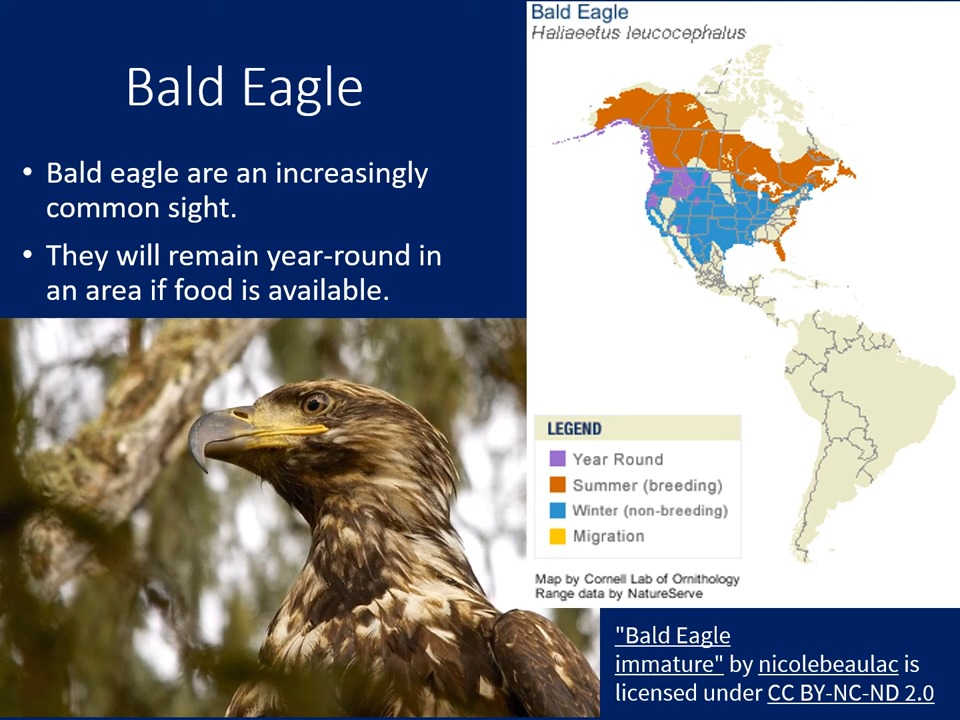 Bald Eagle
• Bald eagle are an increasingly
common sight.
• They will remain year-round in
an area if food is available.
Bald Eagle
Haliaeetus leucocephalus
LEGEND
Year Round
Summer (breeding)
Winter (non-breeding)
Migration
Map by Cornell Lab of Ornithology
Range data by NatureServe
"Bald Eagle
immature" by nicolebeaulac is
licensed under CC BY-NC-ND 2.0